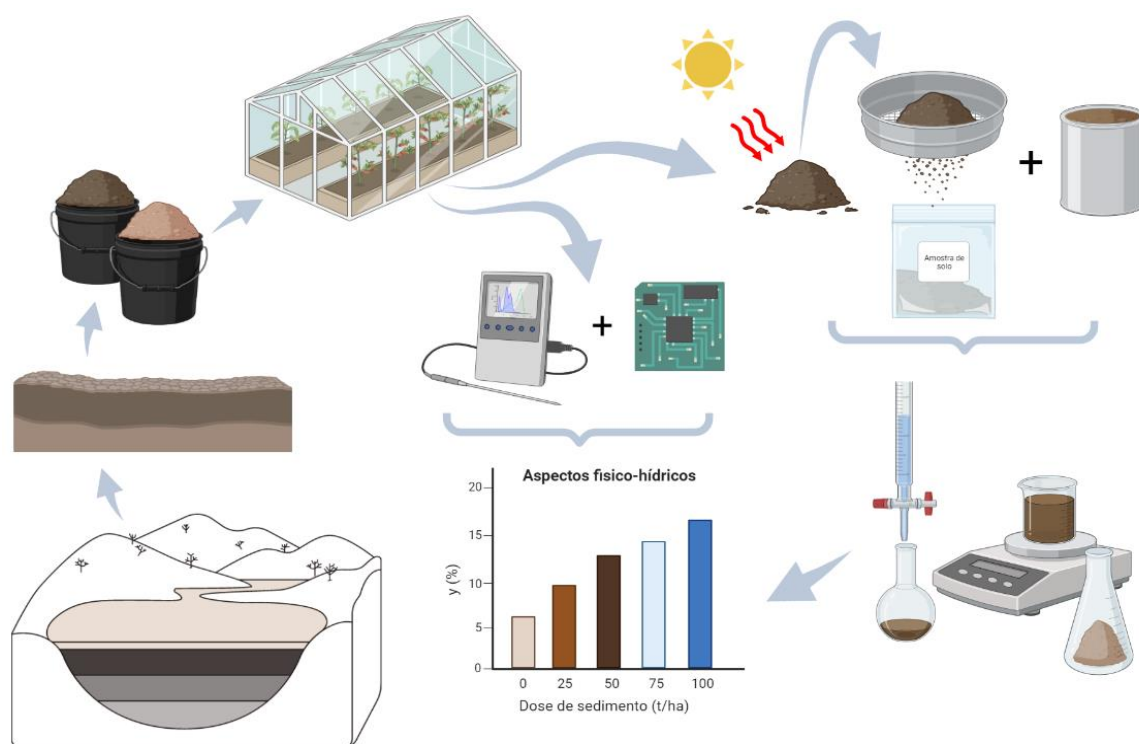 Amostra de
solo
Aspectos fisico-hídricos
y (%)
20
15
10
5
0
0 25 50 75 100
Dose de sedimento (t/ha)